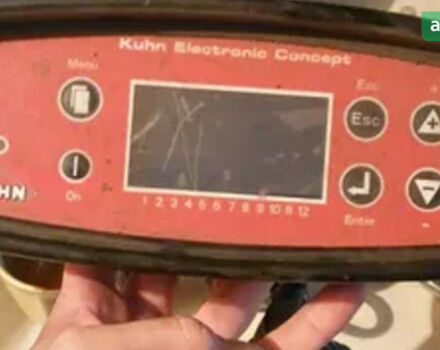 a
Kuhn Electronic Concept
Menu
Esc
+
Esc
1 2 3 4 5 6 7 8 9 10 11 12
HN
On
Enter
-